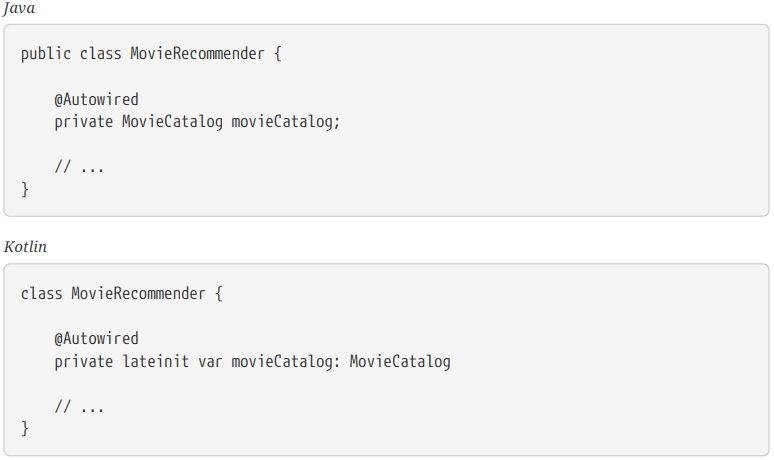 Java
public class MovieRecommender {
    @Autowired
    private MovieCatalog movieCatalog;
    // ...
}
Kotlin
class MovieRecommender {
    @Autowired
    private lateinit var movieCatalog: MovieCatalog
    // ...
}